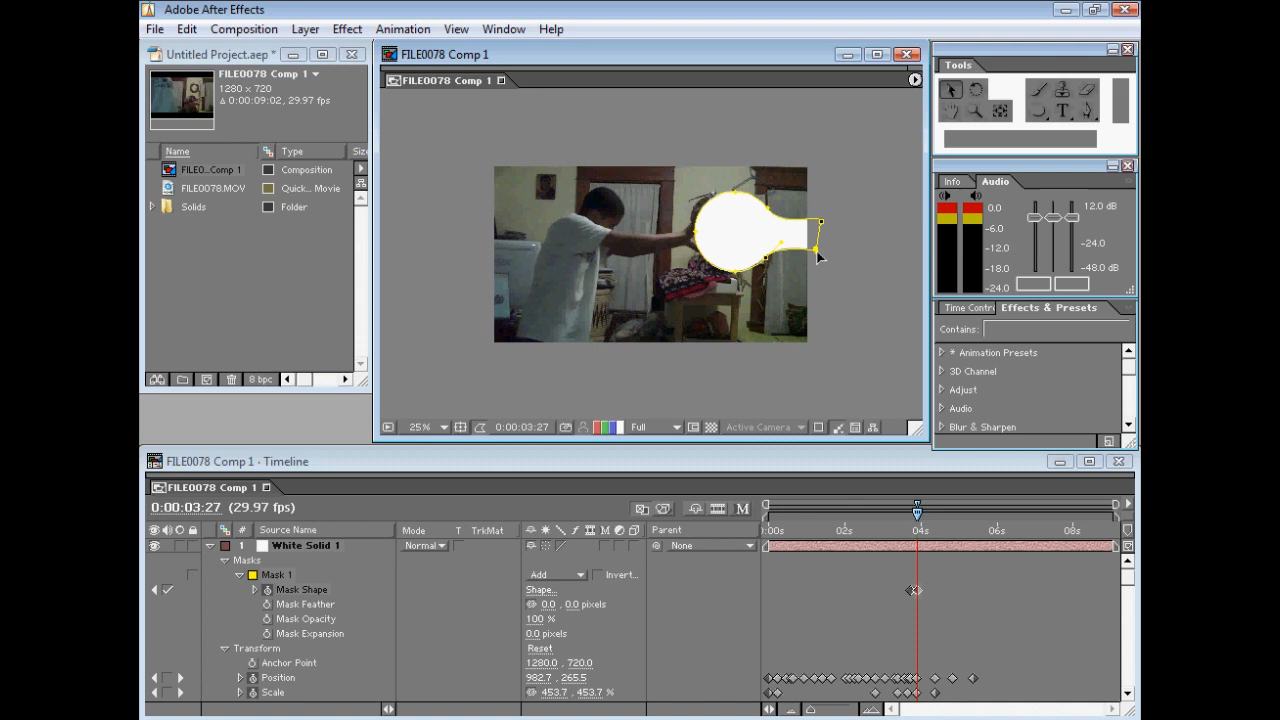 Adobe After Effects
File Edit Composition Layer Effect Animation View Window Help
Untitled Project.aep *
FILE0078 Comp 1
1280 x 720
Δ 0:00:09:02, 29.97 fps
Name Type Size
FILE0...Comp 1 Composition
FILE0078.MOV Quick... Movie
Solids Folder
8 bpc
FILE0078 Comp 1
FILE0078 Comp 1
25% 0:00:03:27 Full Active Camera
Tools
T
Info Audio
0.0
-6.0
-12.0
-18.0
-24.0
12.0 dB
0.0
-24.0
-48.0 dB
Time Contr Effects & Presets
Contains:
* Animation Presets
3D Channel
Adjust
Audio
Blur & Sharpen
FILE0078 Comp 1 - Timeline
FILE0078 Comp 1
0:00:03:27 (29.97 fps)
M
# Source Name Mode T TrkMat Parent
:00s 02s 04s 06s 08s
1 White Solid 1 Normal None
Masks
Mask 1 Add Invert...
Mask Shape Shape...
Mask Feather 0.0, 0.0 pixels
Mask Opacity 100 %
Mask Expansion 0.0 pixels
Transform Reset
Anchor Point 1280.0, 720.0
Position 982.7, 265.5
Scale 453.7, 453.7 %